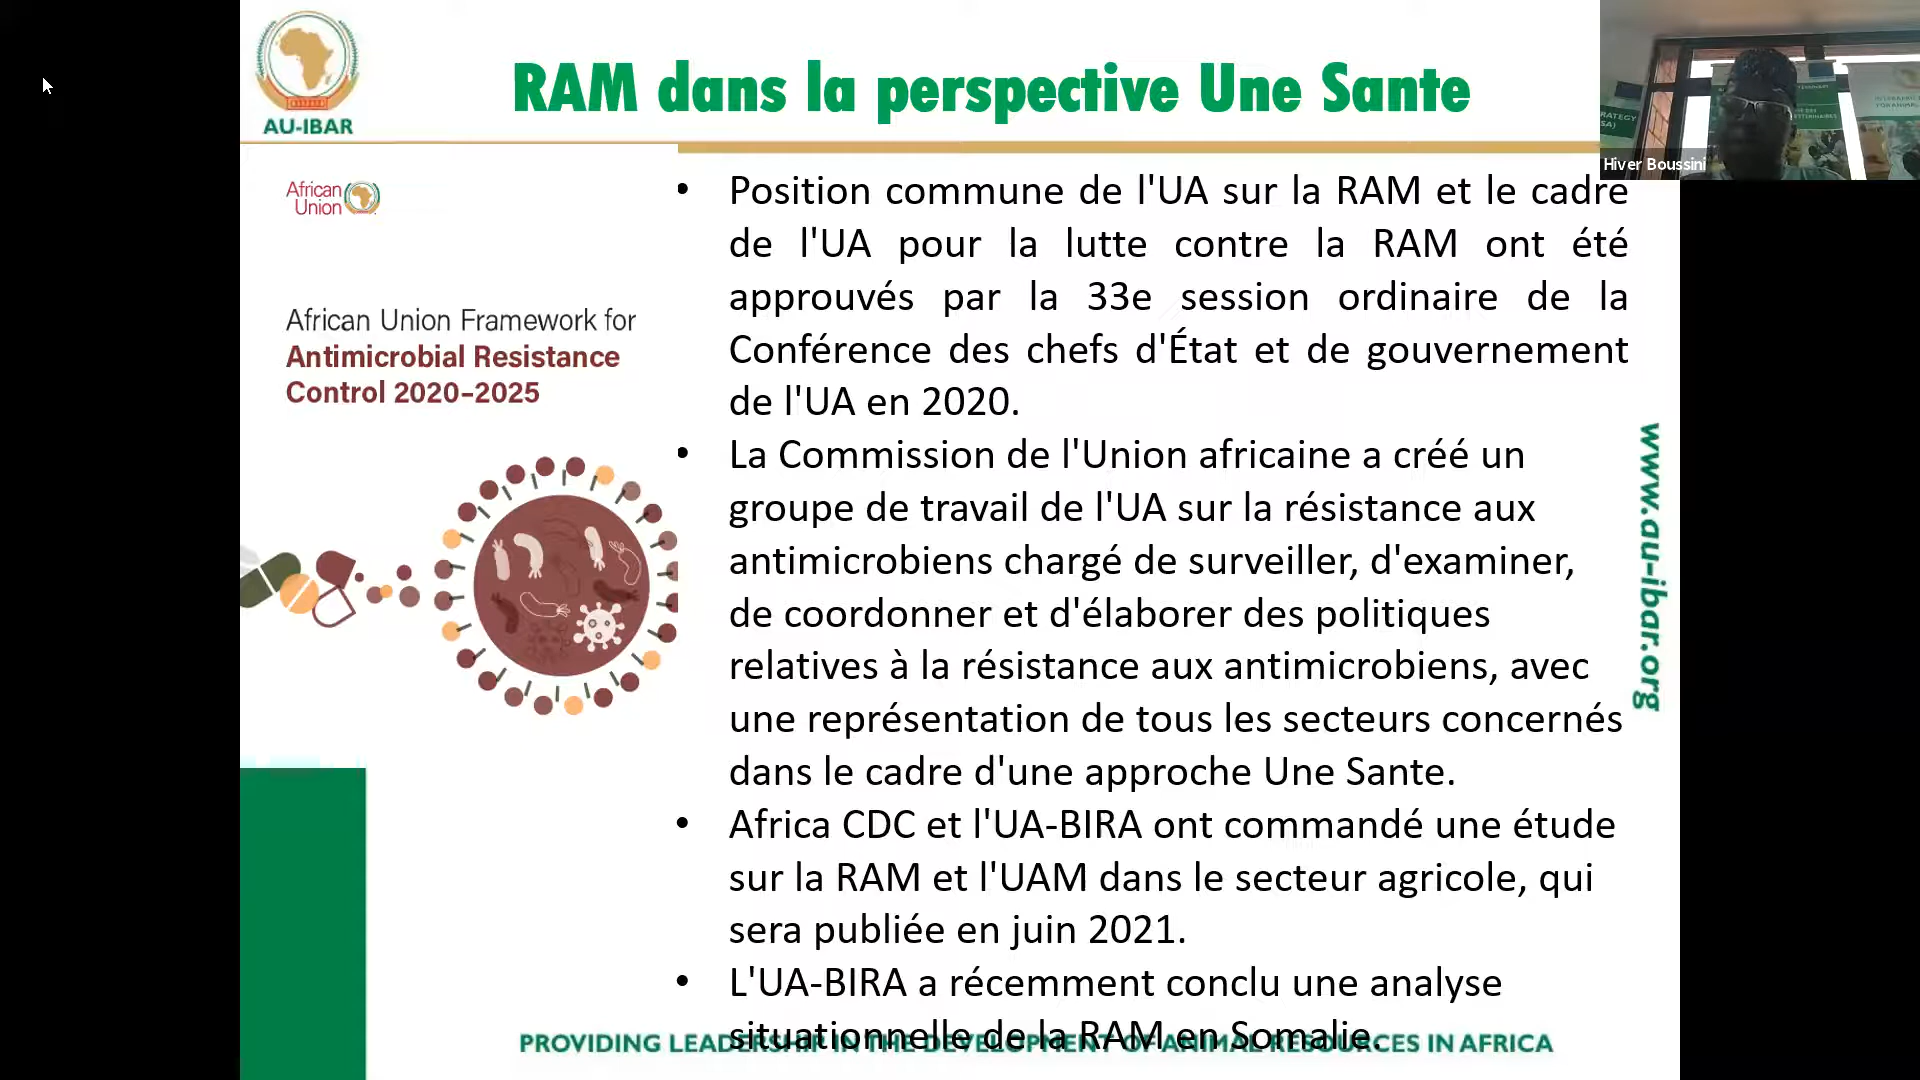 AU-IBAR
RAM dans la perspective Une Sante
Hiver Boussini
African
Union
African Union Framework for
Antimicrobial Resistance
Control 2020–2025
• Position commune de l'UA sur la RAM et le cadre
de l'UA pour la lutte contre la RAM ont été
approuvés par la 33e session ordinaire de la
Conférence des chefs d'État et de gouvernement
de l'UA en 2020.
• La Commission de l'Union africaine a créé un
groupe de travail de l'UA sur la résistance aux
antimicrobiens chargé de surveiller, d'examiner,
de coordonner et d'élaborer des politiques
relatives à la résistance aux antimicrobiens, avec
une représentation de tous les secteurs concernés
dans le cadre d'une approche Une Sante.
• Africa CDC et l'UA-BIRA ont commandé une étude
sur la RAM et l'UAM dans le secteur agricole, qui
sera publiée en juin 2021.
• L'UA-BIRA a récemment conclu une analyse
situationnelle de la RAM en Somalie.
www.au-ibar.org
PROVIDING LEADERSHIP IN THE DEVELOPMENT OF ANIMAL RESOURCES IN AFRICA